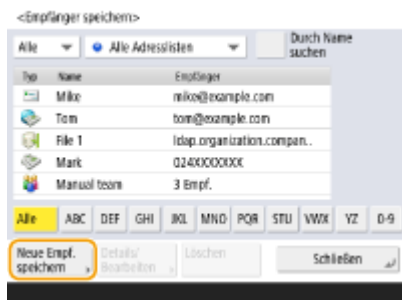 <Empfänger speichern>
Alle
Alle Adresslisten
Durch Name
suchen
Typ Name Empfänger
Mike mike@example.com
Tom tom@example.com
File 1 ldap.organization.compan..
Mark 024XXXXXXX
Manual team 3 Empf.
Alle ABC DEF GHI JKL MNO PQR STU VWX YZ 0-9
Neue Empf.
speichern
Details/
Bearbeiten
Löschen
Schließen